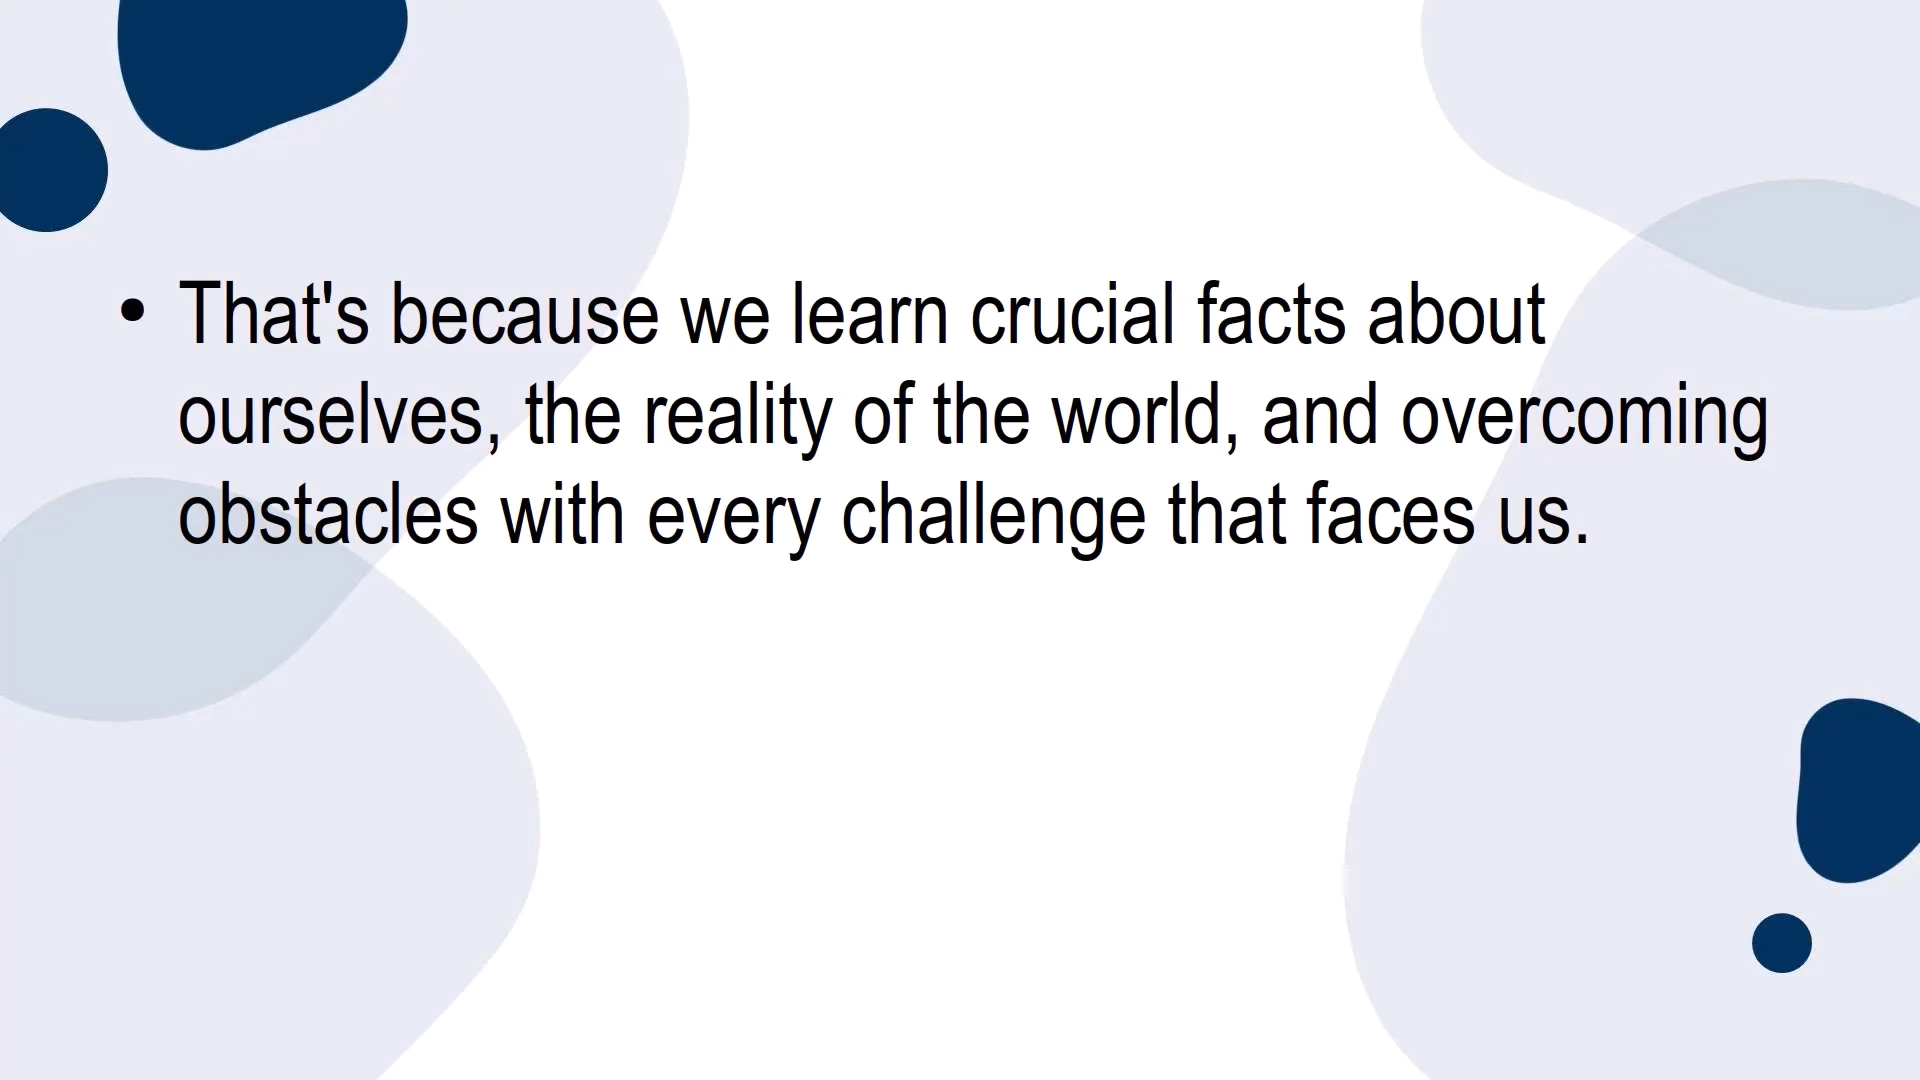 • That's because we learn crucial facts about
ourselves, the reality of the world, and overcoming
obstacles with every challenge that faces us.